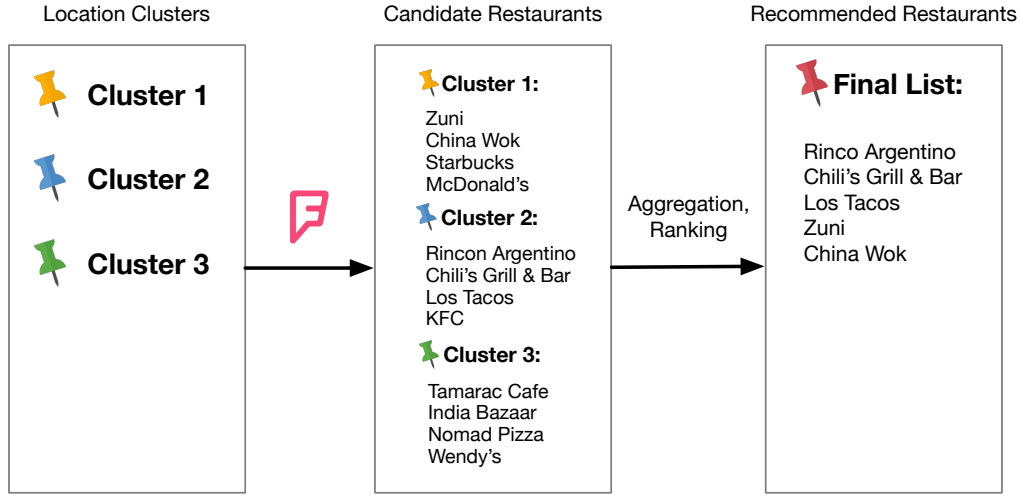 Location Clusters
Cluster 1
Cluster 2
Cluster 3
Candidate Restaurants
Cluster 1:
Zuni
China Wok
Starbucks
McDonald’s
Cluster 2:
Rincon Argentino
Chili’s Grill & Bar
Los Tacos
KFC
Cluster 3:
Tamarac Cafe
India Bazaar
Nomad Pizza
Wendy’s
Aggregation,
Ranking
Recommended Restaurants
Final List:
Rinco Argentino
Chili’s Grill & Bar
Los Tacos
Zuni
China Wok